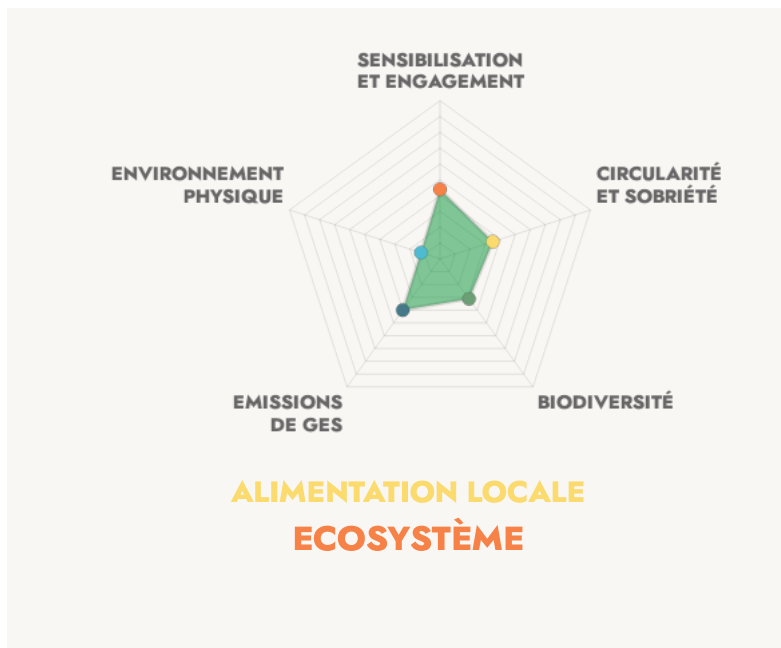 SENSIBILISATION
ET ENGAGEMENT
ENVIRONNEMENT
PHYSIQUE
CIRCULARITÉ
ET SOBRIÉTÉ
EMISSIONS
DE GES
BIODIVERSITÉ
ALIMENTATION LOCALE
ECOSYSTÈME